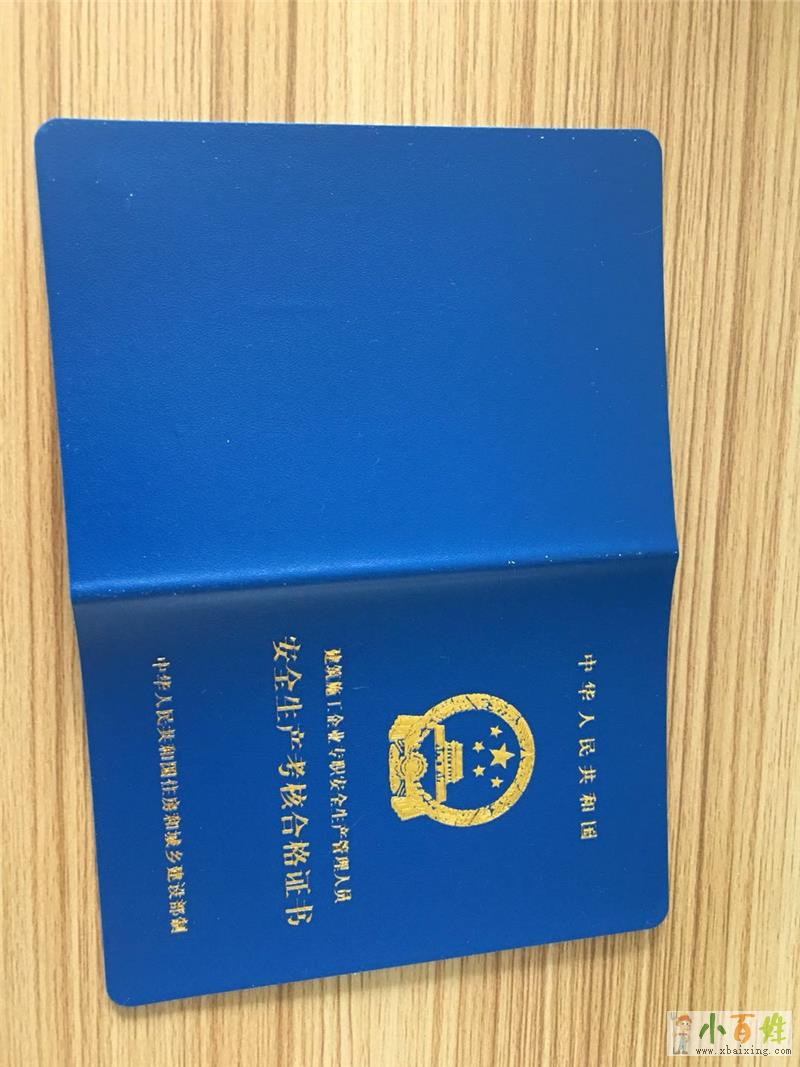 中华人民共和国
建筑施工企业专职安全生产管理人员
安全生产考核合格证书
中华人民共和国住房和城乡建设部制
小百姓
www.xbaixing.com